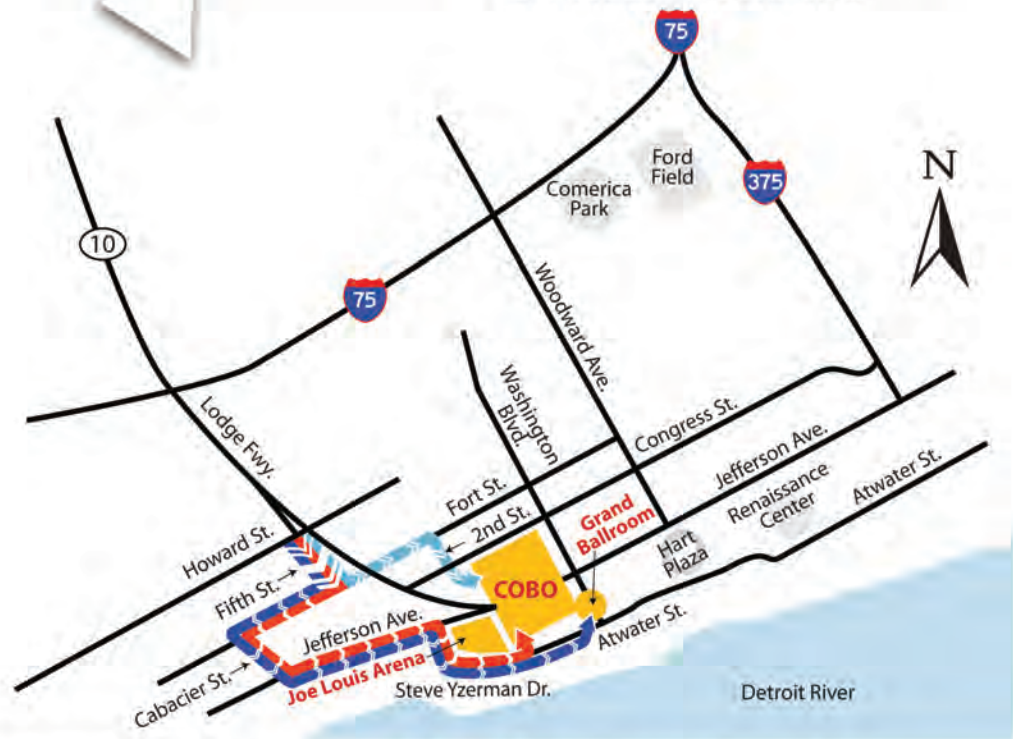 75
N
Ford
Field
375
Comerica
Park
10
75
Woodward Ave.
Washington
Blvd.
Lodge Fwy.
Congress St.
Jefferson Ave.
Fort St.
Renaissance
Center
Atwater St.
2nd St.
Grand
Ballroom
Howard St.
Hart
Plaza
COBO
Fifth St.
Jefferson Ave.
Atwater St.
Joe Louis Arena
Cabacier St.
Steve Yzerman Dr.
Detroit River